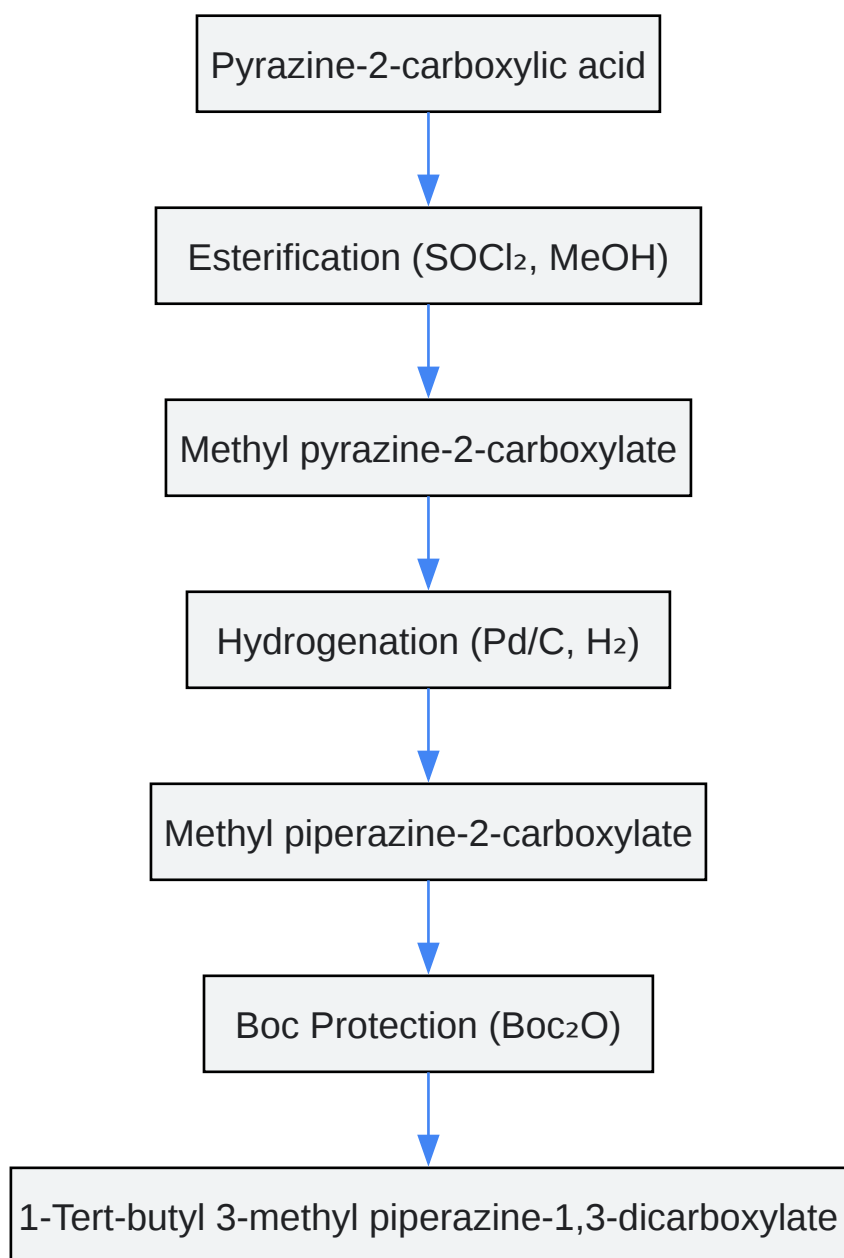 Pyrazine-2-carboxylic acid
Esterification (SOCl₂, MeOH)
Methyl pyrazine-2-carboxylate
Hydrogenation (Pd/C, H₂)
Methyl piperazine-2-carboxylate
Boc Protection (Boc₂O)
1-Tert-butyl 3-methyl piperazine-1,3-dicarboxylate